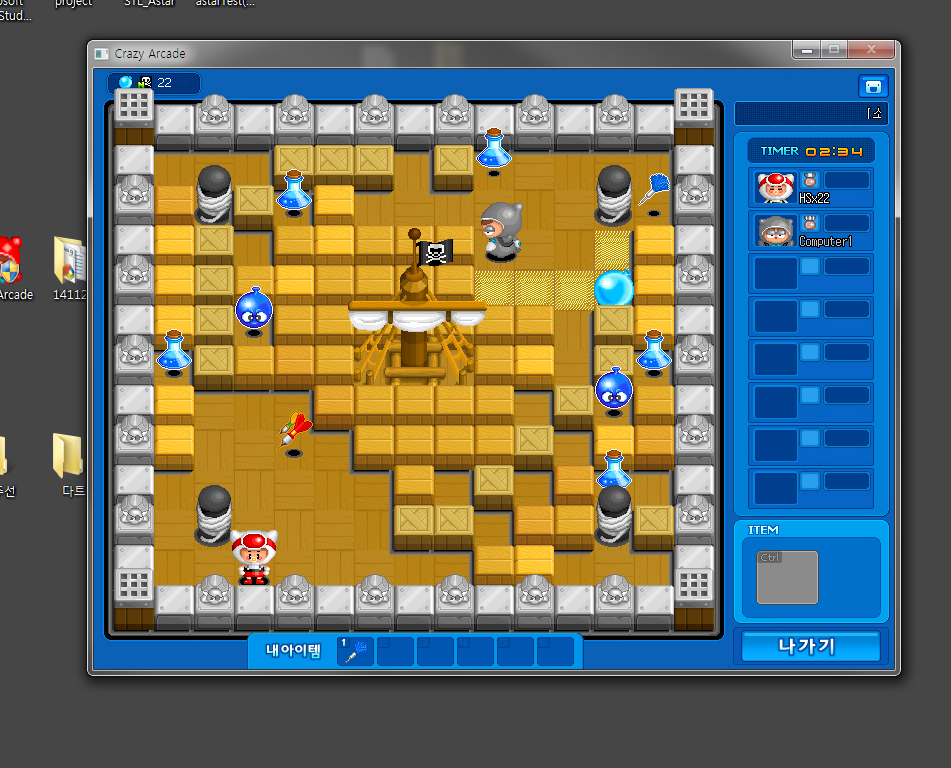 project
STL_Astar
astarTest(...
Stud...
Crazy Arcade
22
[소
TIMER 02:34
HSx22
Computer1
Arcade
14112
다트
ITEM
Ctrl
내아이템
1
나가기